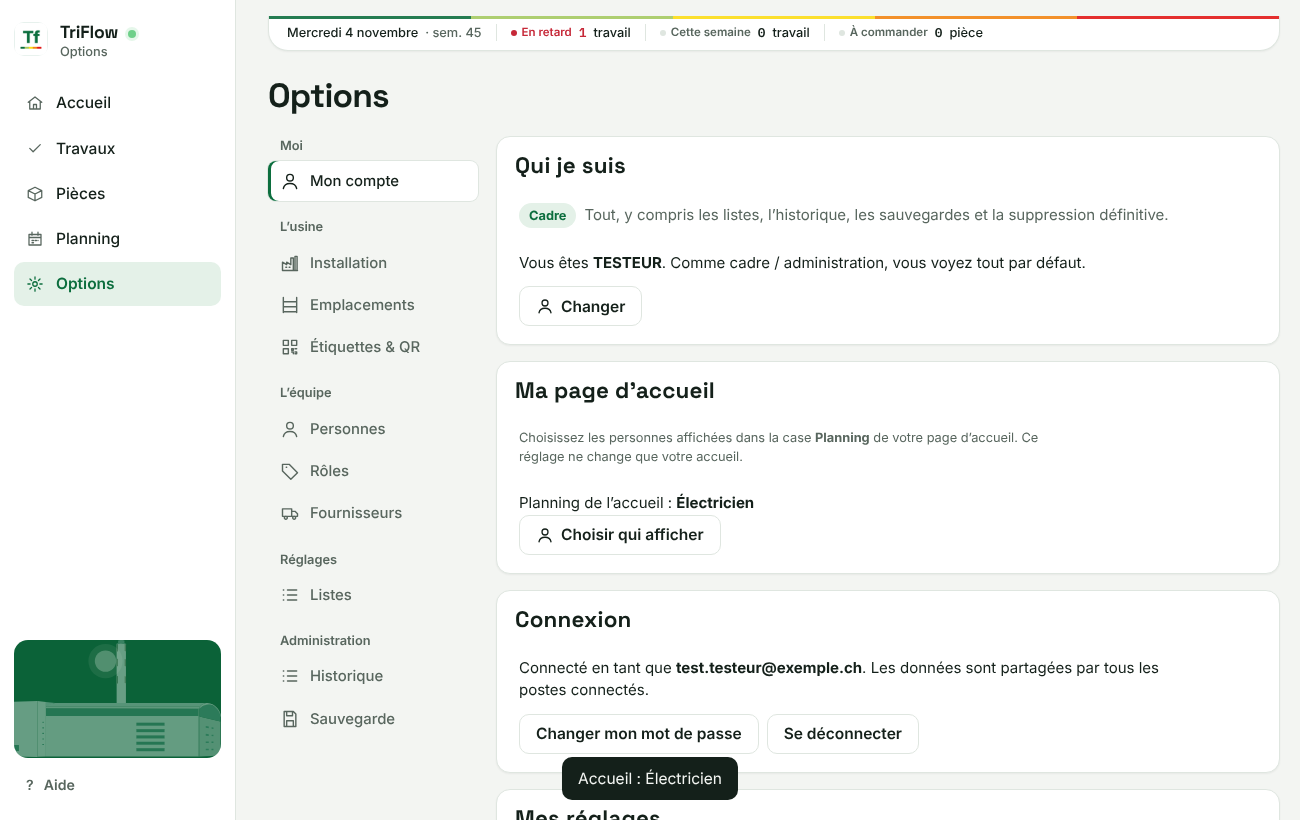 Tf
TriFlow
Options
Accueil
Travaux
Pièces
Planning
Options
? Aide
Mercredi 4 novembre · sem. 45 En retard 1 travail Cette semaine 0 travail À commander 0 pièce
Options
Moi
Mon compte
L’usine
Installation
Emplacements
Étiquettes & QR
L’équipe
Personnes
Rôles
Fournisseurs
Réglages
Listes
Administration
Historique
Sauvegarde
Qui je suis
Cadre Tout, y compris les listes, l’historique, les sauvegardes et la suppression définitive.
Vous êtes TESTEUR. Comme cadre / administration, vous voyez tout par défaut.
Changer
Ma page d’accueil
Choisissez les personnes affichées dans la case Planning de votre page d’accueil. Ce
réglage ne change que votre accueil.
Planning de l’accueil : Électricien
Choisir qui afficher
Connexion
Connecté en tant que test.testeur@exemple.ch. Les données sont partagées par tous les
postes connectés.
Changer mon mot de passe Se déconnecter
Accueil : Électricien
Mes réglages